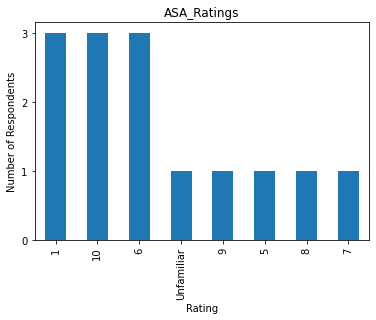 ASA_Ratings
Number of Respondents
3
2
1
0
1
10
6
Unfamiliar
9
5
8
7
Rating